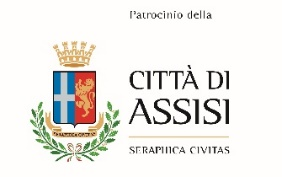 Patrocinio della
CITTÀ DI
ASSISI
SERAPHICA CIVITAS